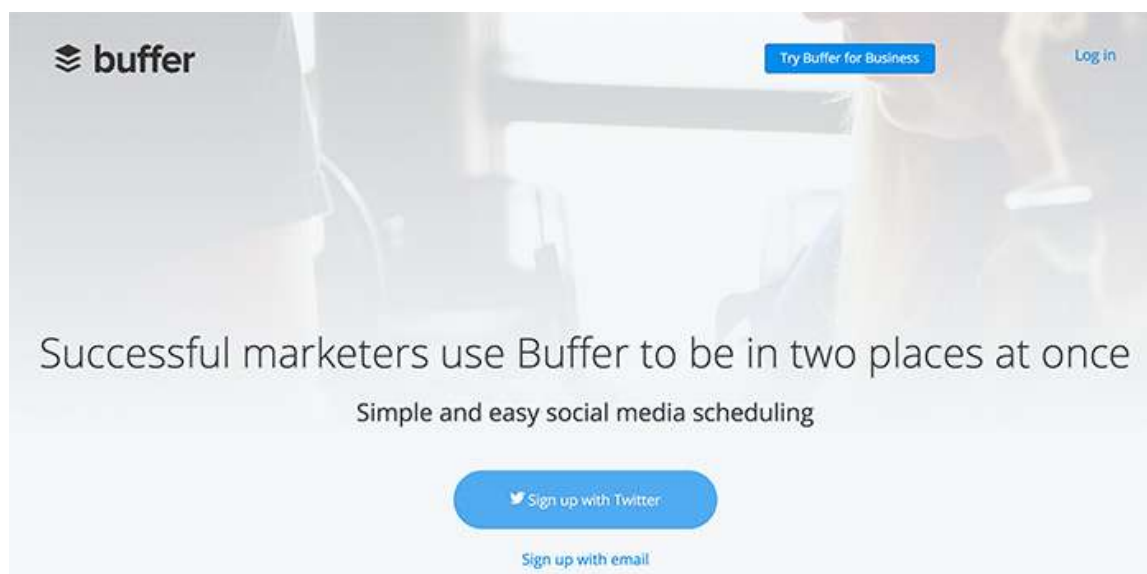 buffer
Try Buffer for Business
Log in
Successful marketers use Buffer to be in two places at once
Simple and easy social media scheduling
Sign up with Twitter
Sign up with email